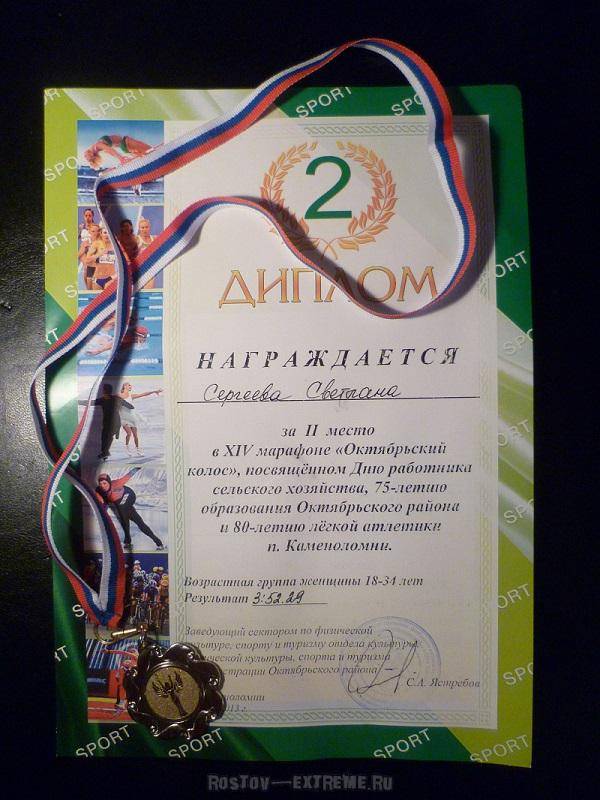 SPORT
SPORT
SPORT
2
ДИПЛОМ
НАГРАЖДАЕТСЯ
Сергеева Светлана
за II место
в XIV марафоне «Октябрьский
колос», посвящённом Дню работника
сельского хозяйства, 75-летию
образования Октябрьского района
и 80-летию лёгкой атлетики
п. Каменоломни.
Возрастная группа женщины 18-34 лет
Результат 3:52.29
Заведующий сектором по физической
культуре, спорту и туризму отдела культуры,
физической культуры, спорта и туризма
Администрации Октябрьского района
С.А. Ястребов
2013 г.
SPORT
SPORT
SPORT
SPORT
Rostov—extreme.ru